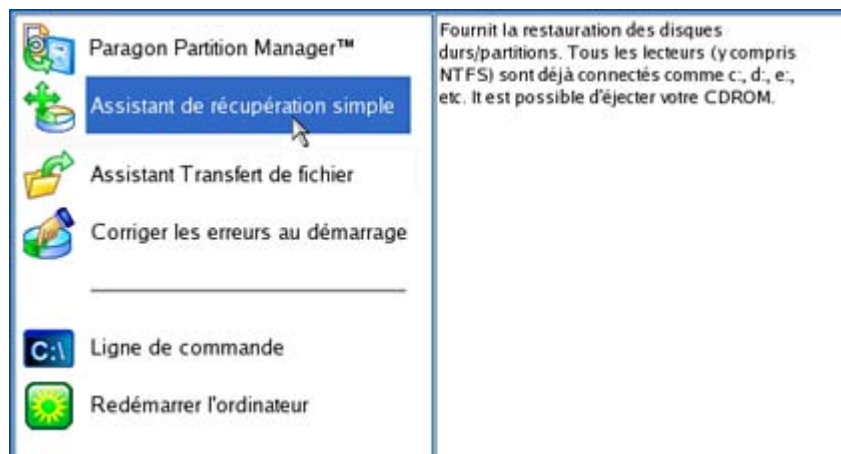 Paragon Partition Manager™
Assistant de récupération simple
Assistant Transfert de fichier
Corriger les erreurs au démarrage
C:\
Ligne de commande
Redémarrer l'ordinateur
Fournit la restauration des disques
durs/partitions. Tous les lecteurs (y compris
NTFS) sont déjà connectés comme c:, d:, e:,
etc. It est possible d'éjecter votre CDROM.